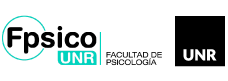 Fpsico
UNR
FACULTAD DE
PSICOLOGÍA
UNR